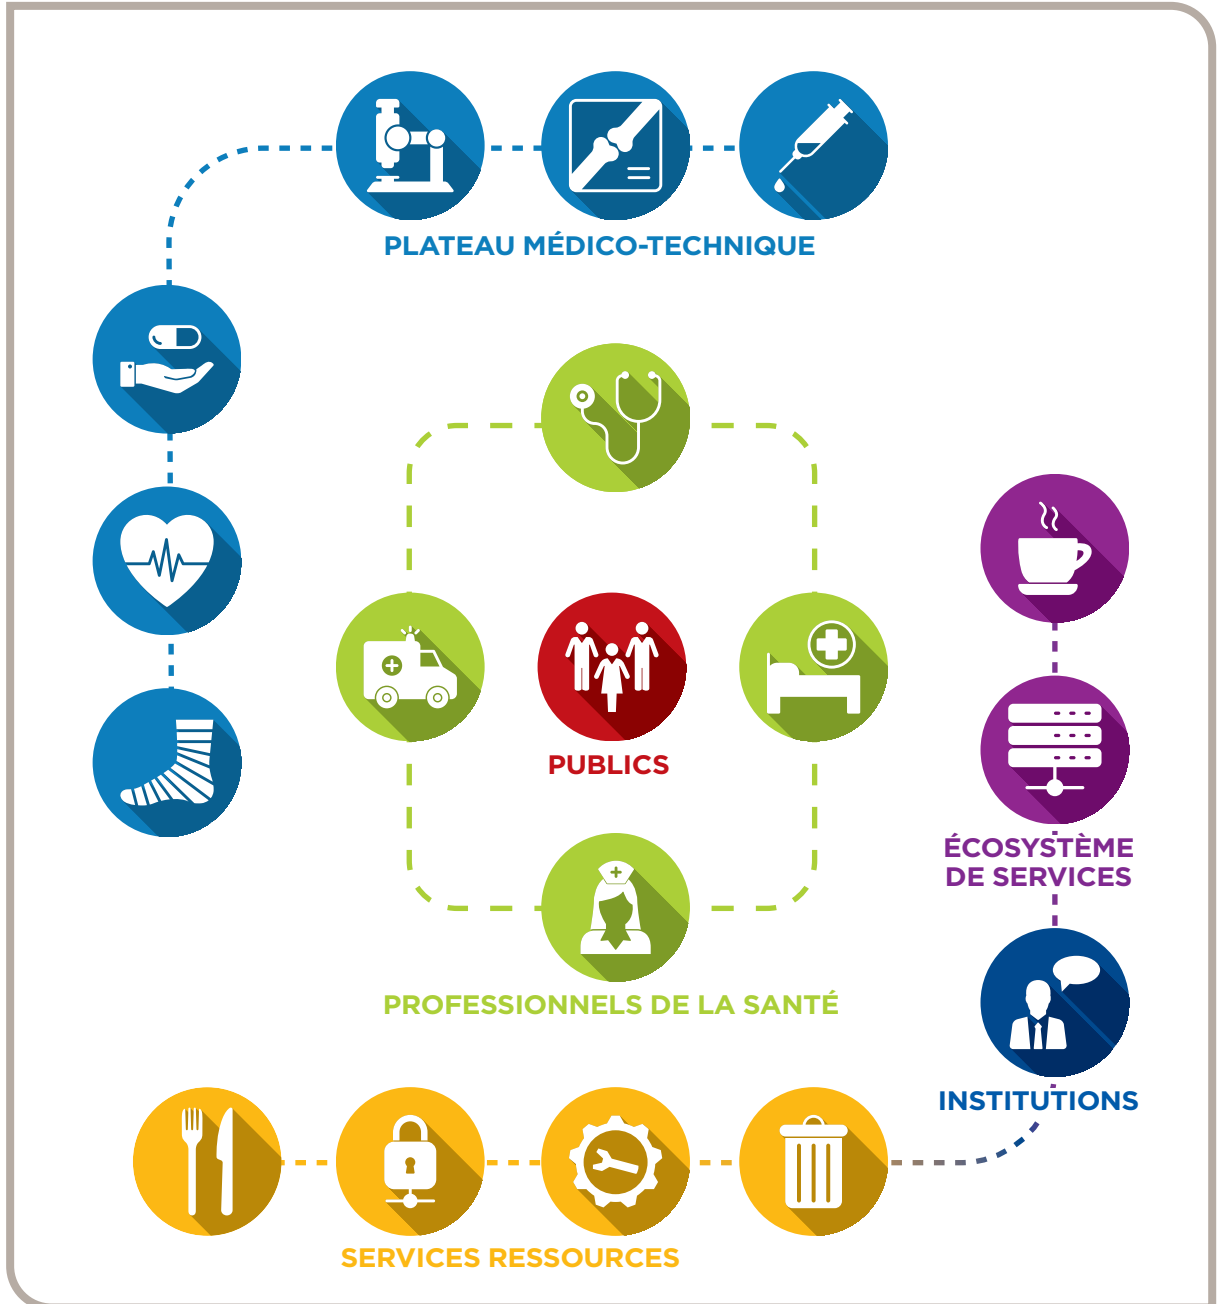 PLATEAU MÉDICO-TECHNIQUE
PUBLICS
ÉCOSYSTÈME
DE SERVICES
PROFESSIONNELS DE LA SANTÉ
INSTITUTIONS
SERVICES RESSOURCES